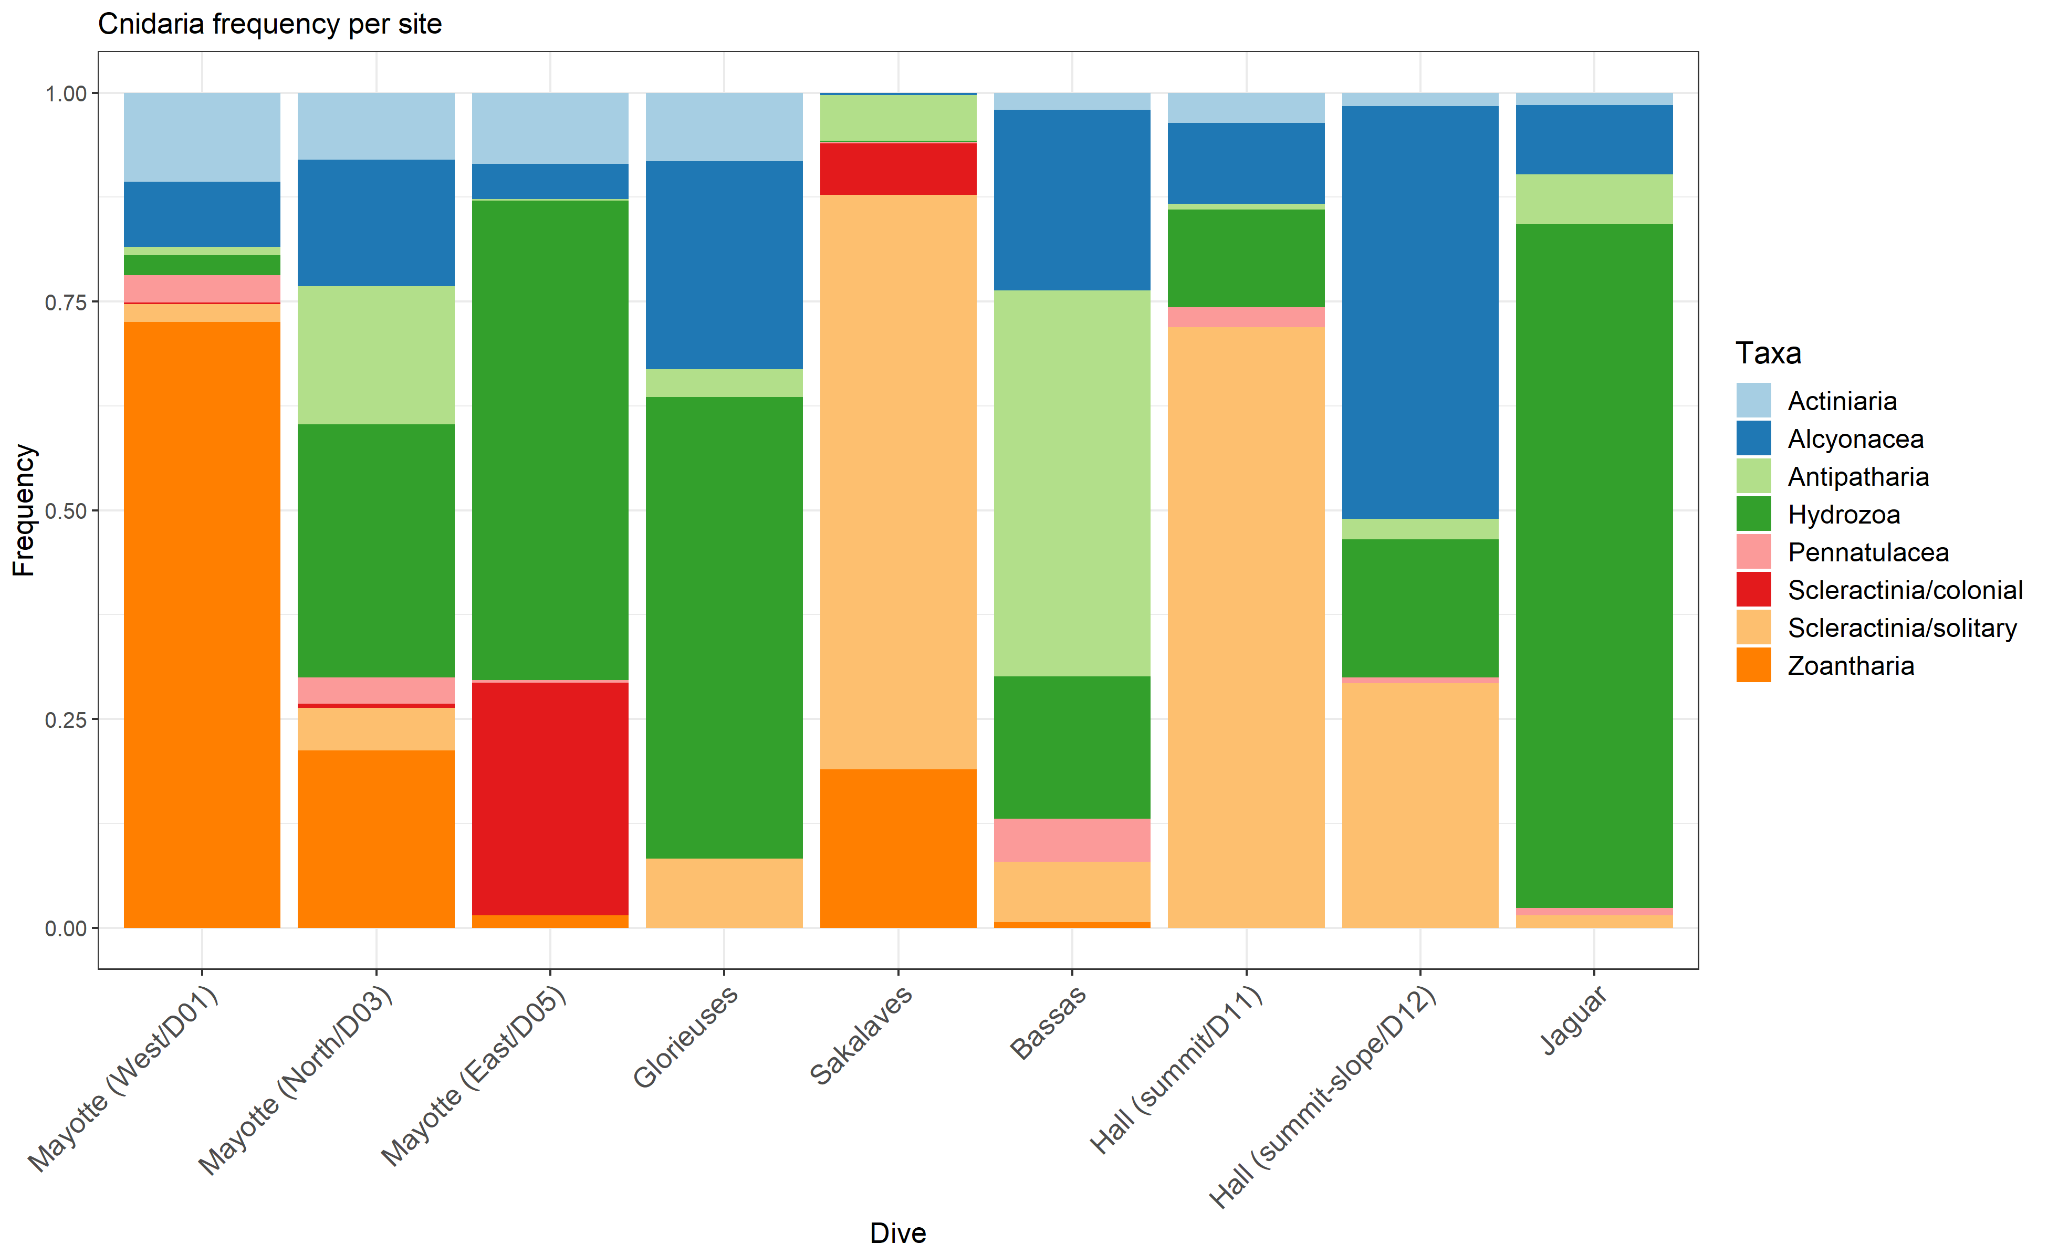 Cnidaria frequency per site
Frequency
1.00
0.75
0.50
0.25
0.00
Mayotte (West/D01)
Mayotte (North/D03)
Mayotte (East/D05)
Glorieuses
Sakalaves
Bassas
Hall (summit/D11)
Hall (summit-slope/D12)
Jaguar
Dive
Taxa
Actiniaria
Alcyonacea
Antipatharia
Hydrozoa
Pennatulacea
Scleractinia/colonial
Scleractinia/solitary
Zoantharia